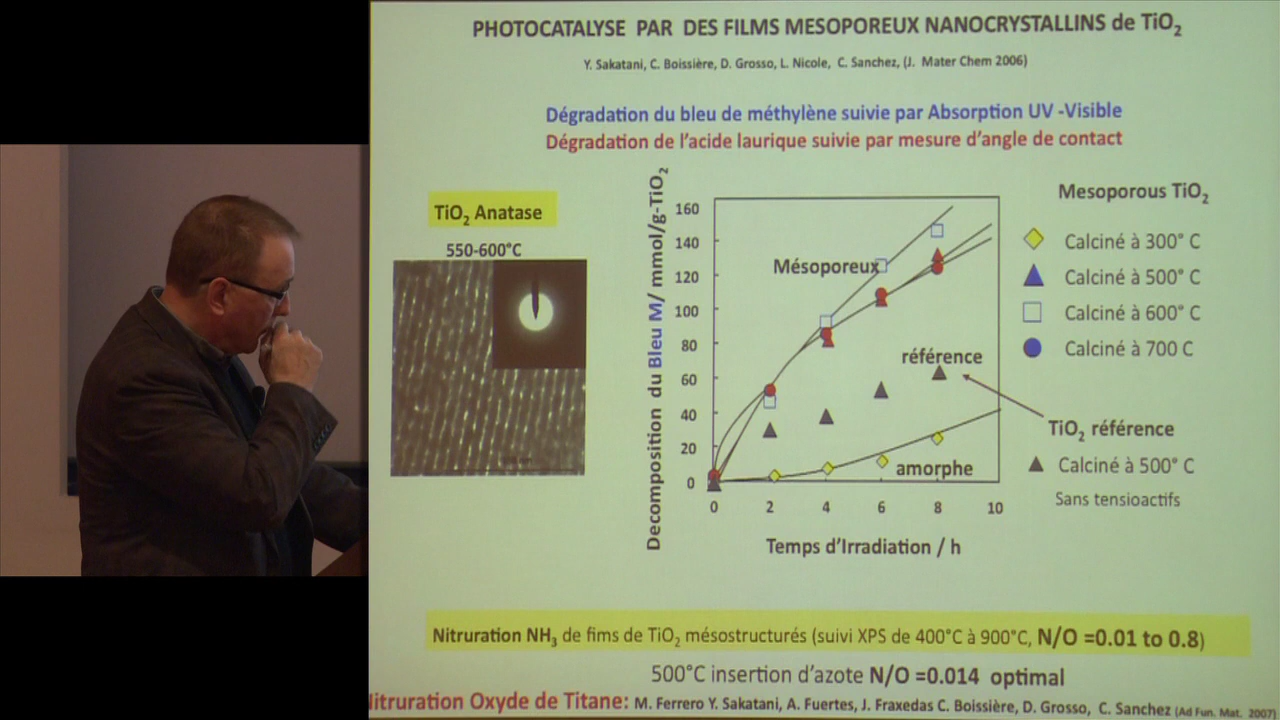 PHOTOCATALYSE PAR DES FILMS MESOPOREUX NANOCRYSTALLINS de TiO2
Y. Sakatani, C. Boissière, D. Grosso, L. Nicole, C. Sanchez, (J. Mater Chem 2006)
Dégradation du bleu de méthylène suivie par Absorption UV -Visible
Dégradation de l'acide laurique suivie par mesure d'angle de contact
TiO2 Anatase
550-600°C
Decomposition du Bleu M/ mmol/g-TiO2
160
140
120
100
80
60
40
20
0
0 2 4 6 8 10
Temps d'Irradiation / h
Mésoporeux
référence
amorphe
Mesoporous TiO2
Calciné à 300° C
Calciné à 500° C
Calciné à 600° C
Calciné à 700 C
TiO2 référence
Calciné à 500° C
Sans tensioactifs
Nitruration NH3 de fims de TiO2 mésostructurés (suivi XPS de 400°C à 900°C, N/O =0.01 to 0.8)
500°C insertion d'azote N/O =0.014 optimal
itruration Oxyde de Titane: M. Ferrero Y. Sakatani, A. Fuertes, J. Fraxedas C. Boissière, D. Grosso, C. Sanchez (Ad Fun. Mat. 2007)